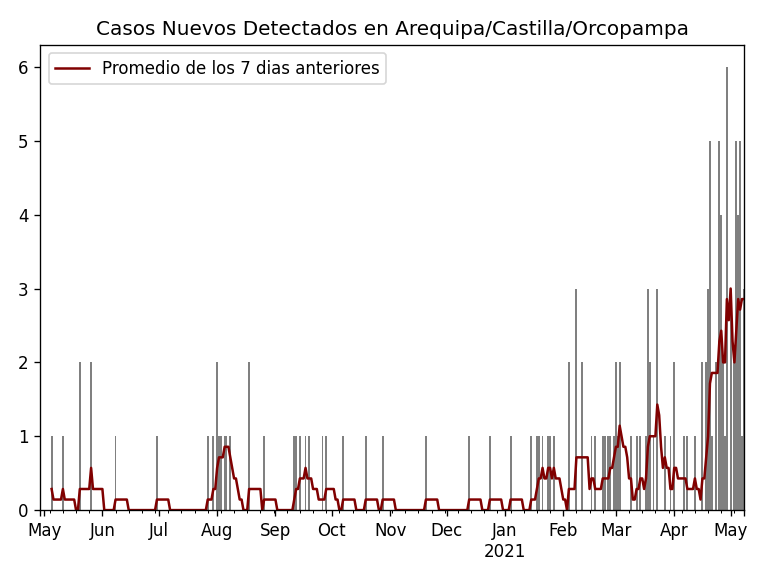 Casos Nuevos Detectados en Arequipa/Castilla/Orcopampa
Promedio de los 7 dias anteriores
6
5
4
3
2
1
0
May Jun Jul Aug Sep Oct Nov Dec Jan Feb Mar Apr May
2021